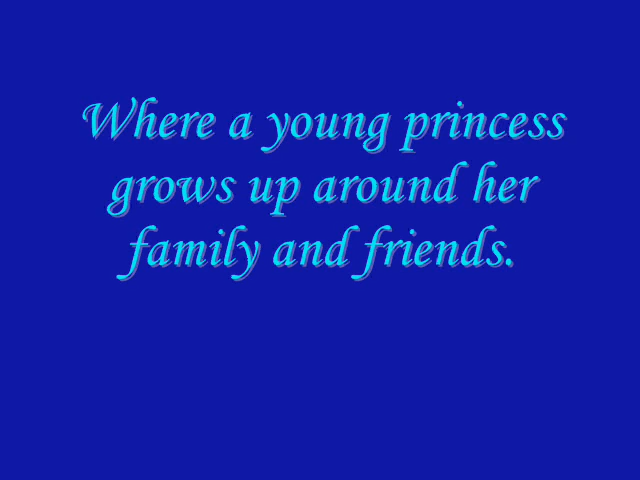 Where a young princess
grows up around her
family and friends.